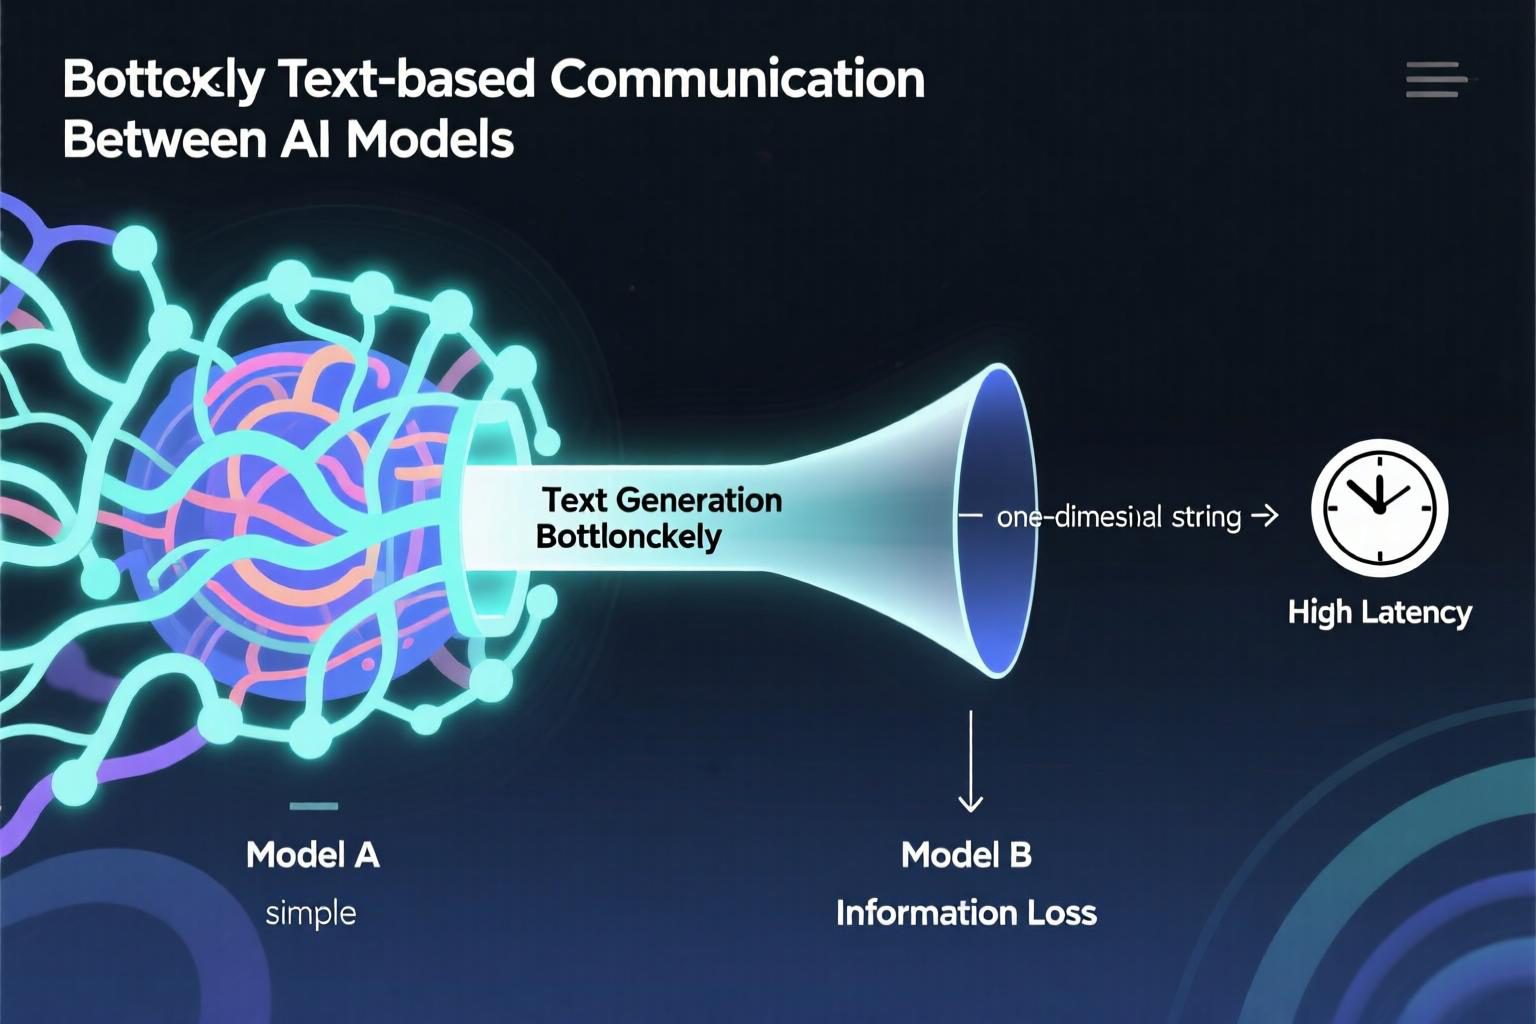 Bottckly Text-based Communication
Between AI Models
Text Generation
Bottlonckely
one-dimesial string
High Latency
Model A
simple
Model B
Information Loss